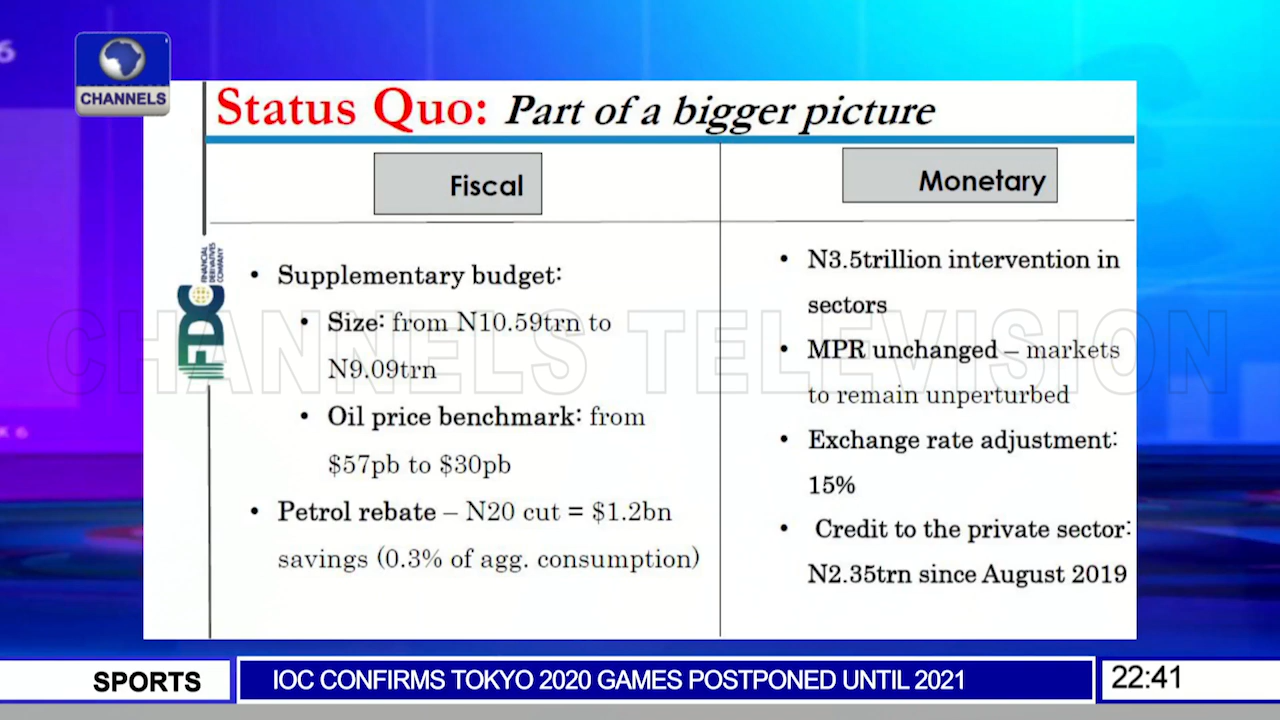 6
CHANNELS
Status Quo: Part of a bigger picture
Fiscal
Monetary
FDC
FINANCIAL
DERIVATIVES
COMPANY
• Supplementary budget:
• Size: from N10.59trn to
N9.09trn
• Oil price benchmark: from
$57pb to $30pb
• Petrol rebate – N20 cut = $1.2bn
savings (0.3% of agg. consumption)
• N3.5trillion intervention in
sectors
• MPR unchanged – markets
to remain unperturbed
• Exchange rate adjustment:
15%
• Credit to the private sector:
N2.35trn since August 2019
CHANNELS TELEVISION
SPORTS
IOC CONFIRMS TOKYO 2020 GAMES POSTPONED UNTIL 2021
22:41